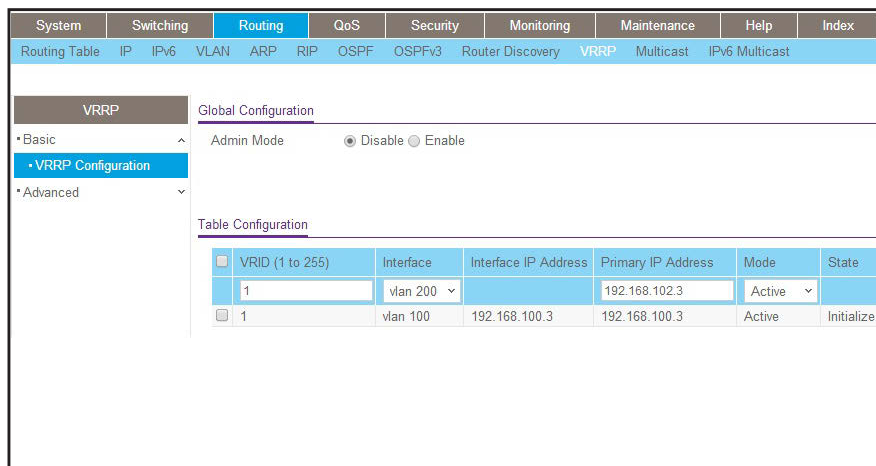 System Switching Routing QoS Security Monitoring Maintenance Help Index
Routing Table IP IPv6 VLAN ARP RIP OSPF OSPFv3 Router Discovery VRRP Multicast IPv6 Multicast
VRRP
Basic
VRRP Configuration
Advanced
Global Configuration
Admin Mode Disable Enable
Table Configuration
VRID (1 to 255) Interface Interface IP Address Primary IP Address Mode State
1 vlan 200 192.168.102.3 Active
1 vlan 100 192.168.100.3 192.168.100.3 Active Initialize